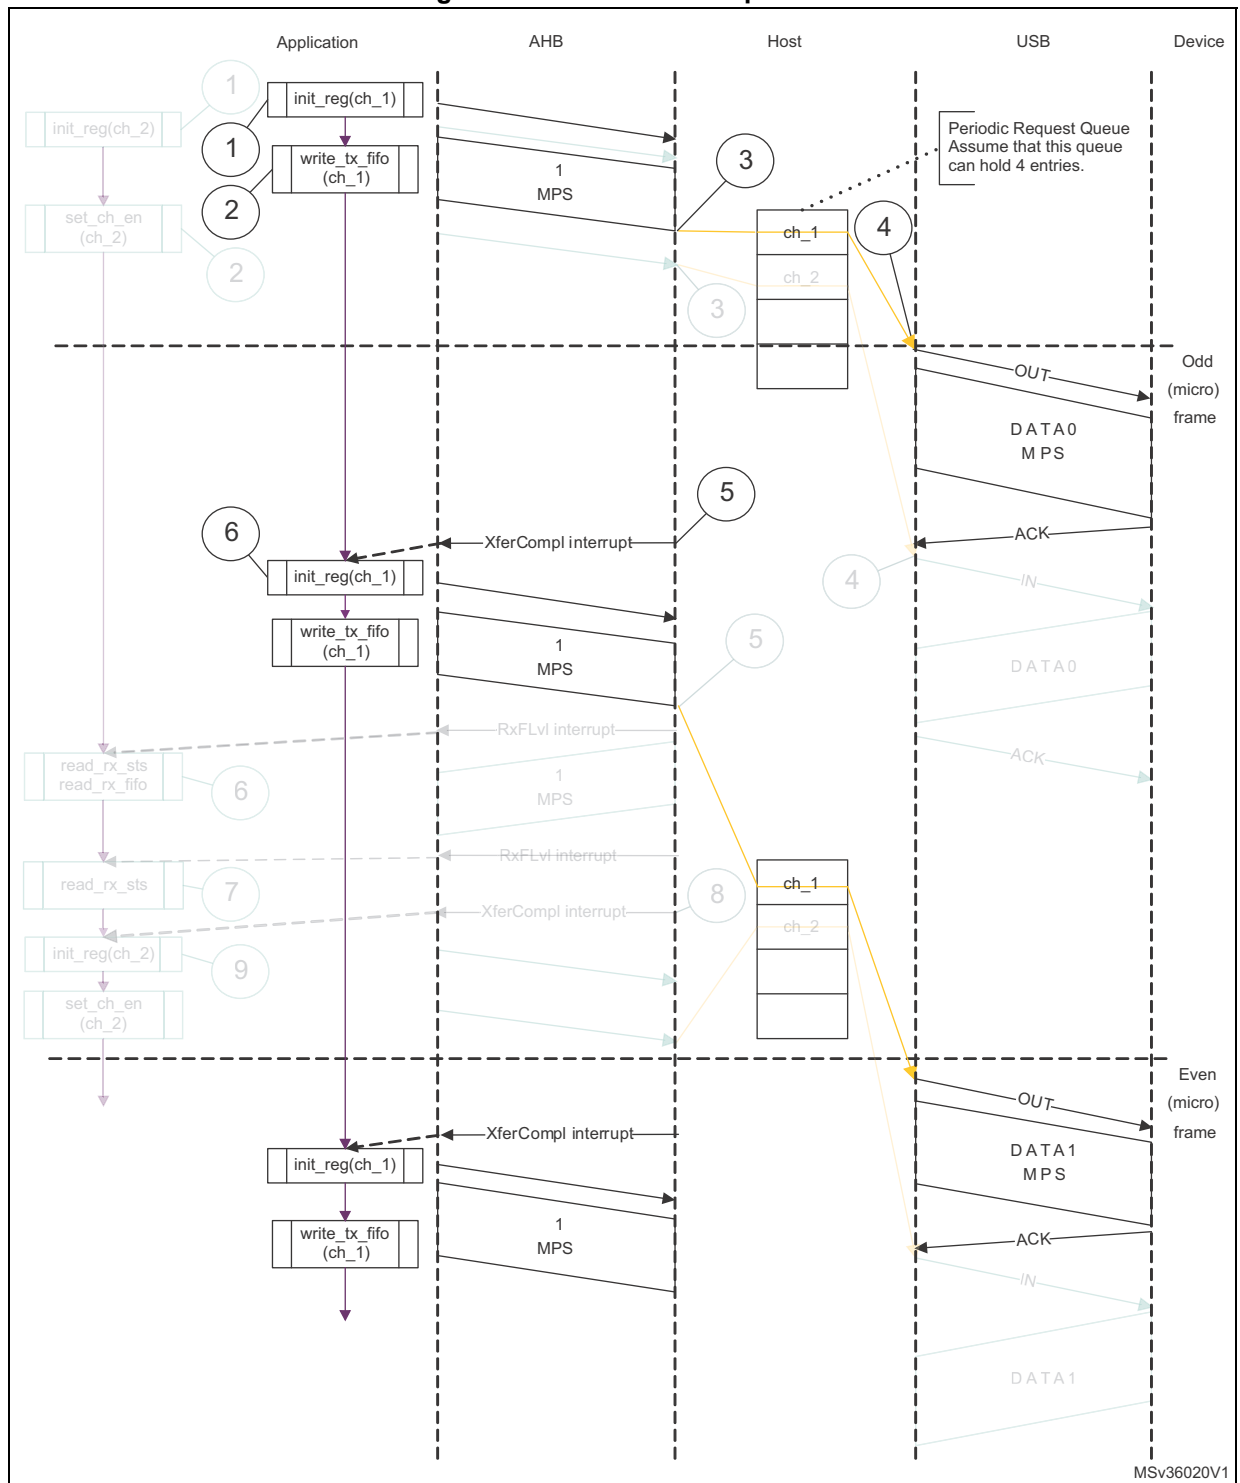 Application
AHB
Host
USB
Device
1
init_reg(ch_1)
init_reg(ch_2)
1
Periodic Request Queue
Assume that this queue
can hold 4 entries.
write_tx_fifo
(ch_1)
1
MPS
3
2
set_ch_en
(ch_2)
2
ch_1
4
ch_2
3
Odd
(micro)
frame
OUT
DATA0
MPS
5
6
XferCompl interrupt
ACK
init_reg(ch_1)
4
IN
write_tx_fifo
(ch_1)
1
MPS
5
DATA0
RxFLvl interrupt
ACK
read_rx_sts
read_rx_fifo
6
1
MPS
RxFLvl interrupt
read_rx_sts
7
ch_1
8
XferCompl interrupt
ch_2
init_reg(ch_2)
9
set_ch_en
(ch_2)
Even
(micro)
frame
OUT
XferCompl interrupt
DATA1
MPS
init_reg(ch_1)
write_tx_fifo
(ch_1)
1
MPS
ACK
IN
DATA1
MSv36020V1